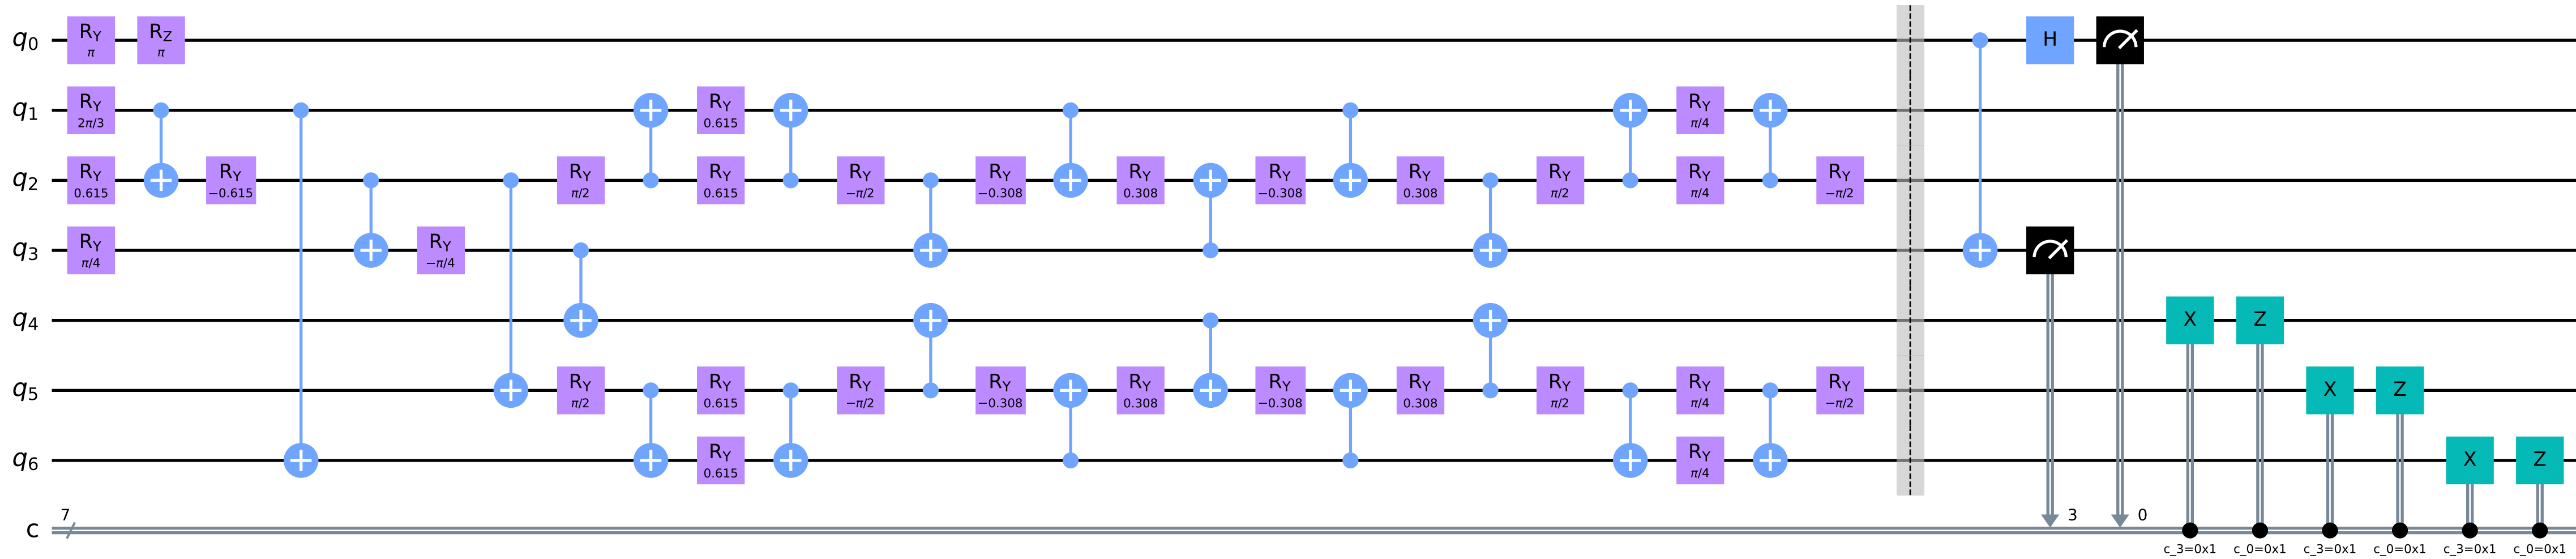 q0 RY π RZ π H
q1 RY 2π/3 RY 0.615 RY π/4
q2 RY 0.615 RY −0.615 RY π/2 RY 0.615 RY −π/2 RY −0.308 RY 0.308 RY −0.308 RY 0.308 RY π/2 RY π/4 RY −π/2
q3 RY π/4 RY −π/4
q4 X Z
q5 RY π/2 RY 0.615 RY −π/2 RY −0.308 RY 0.308 RY −0.308 RY 0.308 RY π/2 RY π/4 RY −π/2 X Z
q6 RY 0.615 RY π/4 X Z
c 7 3 0
c_3=0x1 c_0=0x1 c_3=0x1 c_0=0x1 c_3=0x1 c_0=0x1